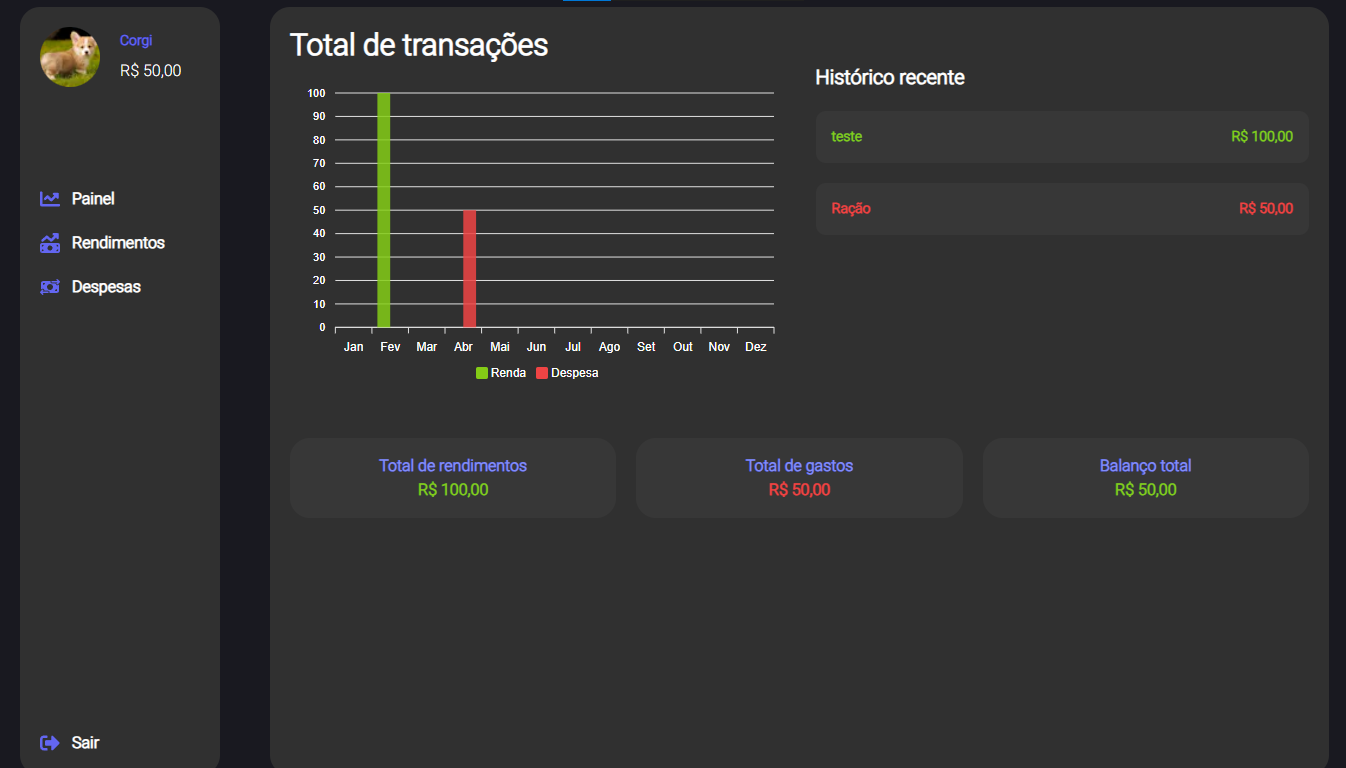 Corgi
R$ 50,00
Painel
Rendimentos
Despesas
Sair
Total de transações
100
90
80
70
60
50
40
30
20
10
0
Jan Fev Mar Abr Mai Jun Jul Ago Set Out Nov Dez
Renda Despesa
Histórico recente
teste R$ 100,00
Ração R$ 50,00
Total de rendimentos
R$ 100,00
Total de gastos
R$ 50,00
Balanço total
R$ 50,00